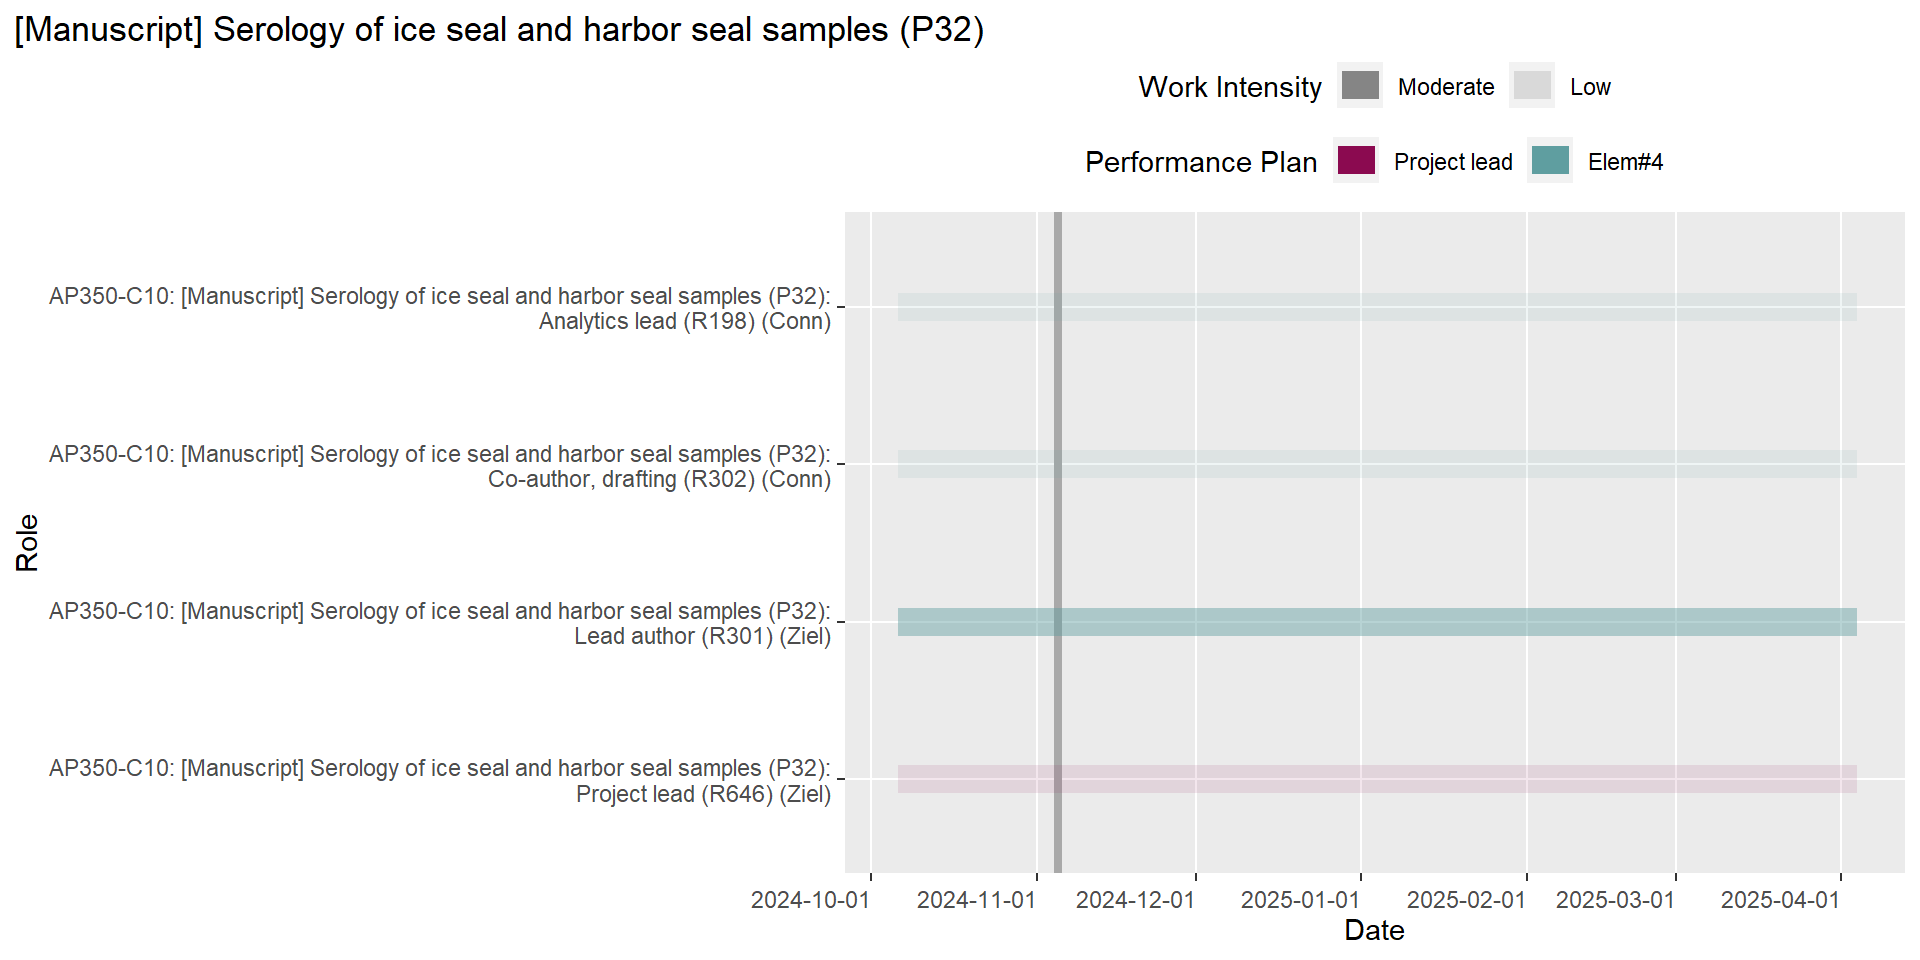 [Manuscript] Serology of ice seal and harbor seal samples (P32)
Work Intensity Moderate Low
Performance Plan Project lead Elem#4
AP350-C10: [Manuscript] Serology of ice seal and harbor seal samples (P32):
Analytics lead (R198) (Conn)
AP350-C10: [Manuscript] Serology of ice seal and harbor seal samples (P32):
Co-author, drafting (R302) (Conn)
Role
AP350-C10: [Manuscript] Serology of ice seal and harbor seal samples (P32):
Lead author (R301) (Ziel)
AP350-C10: [Manuscript] Serology of ice seal and harbor seal samples (P32):
Project lead (R646) (Ziel)
2024-10-01 2024-11-01 2024-12-01 2025-01-01 2025-02-01 2025-03-01 2025-04-01
Date